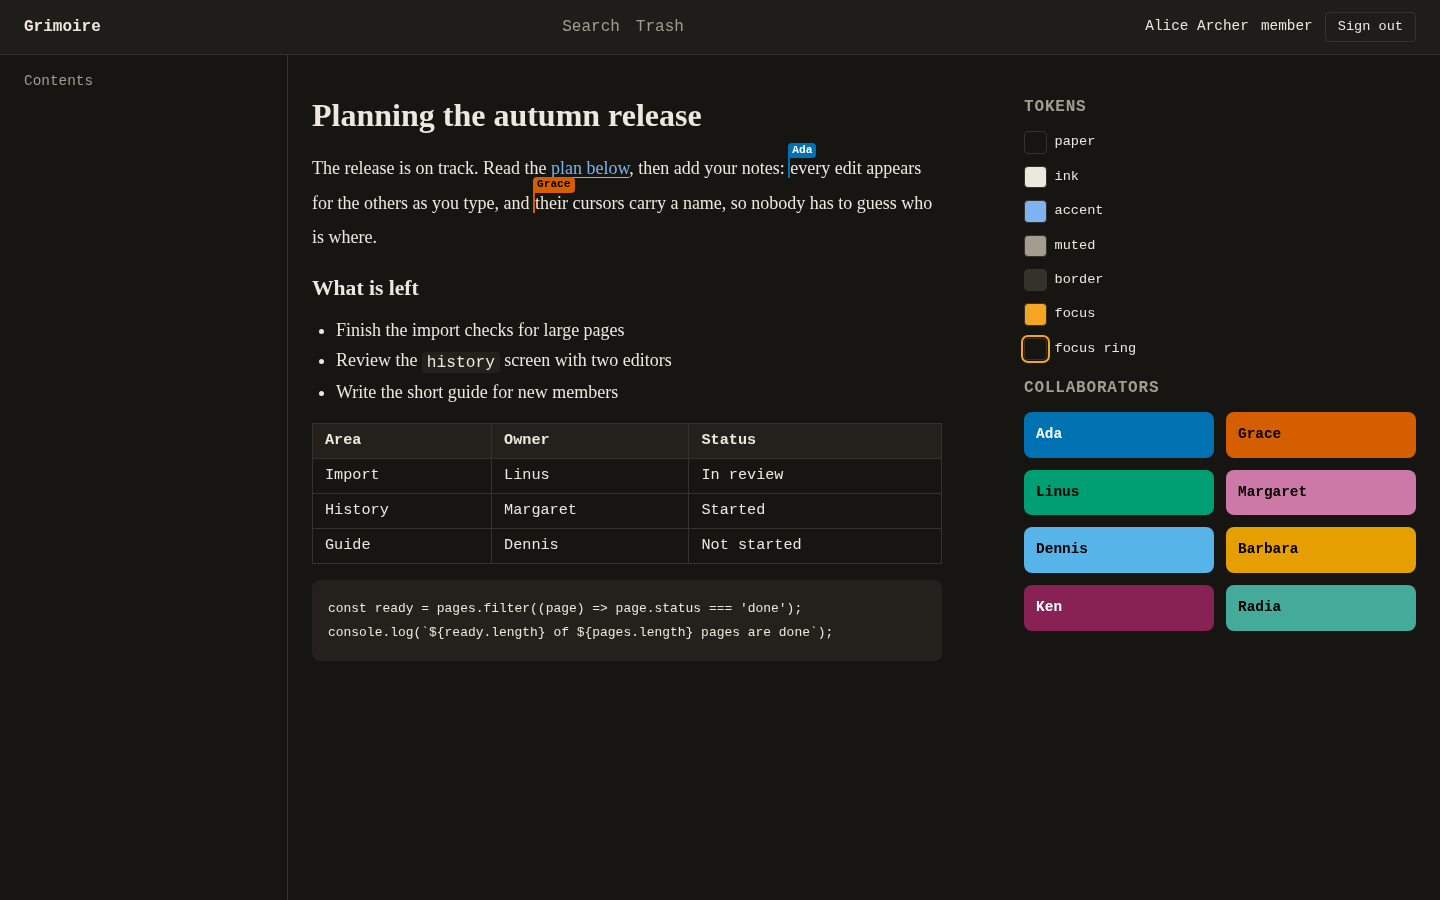 Grimoire
Search Trash
Alice Archer member Sign out
Contents
Planning the autumn release
Ada
The release is on track. Read the plan below, then add your notes: every edit appears
Grace
for the others as you type, and their cursors carry a name, so nobody has to guess who
is where.
What is left
Finish the import checks for large pages
Review the history screen with two editors
Write the short guide for new members
Area Owner Status
Import Linus In review
History Margaret Started
Guide Dennis Not started
const ready = pages.filter((page) => page.status === 'done');
console.log(`${ready.length} of ${pages.length} pages are done`);
TOKENS
paper
ink
accent
muted
border
focus
focus ring
COLLABORATORS
Ada Grace
Linus Margaret
Dennis Barbara
Ken Radia